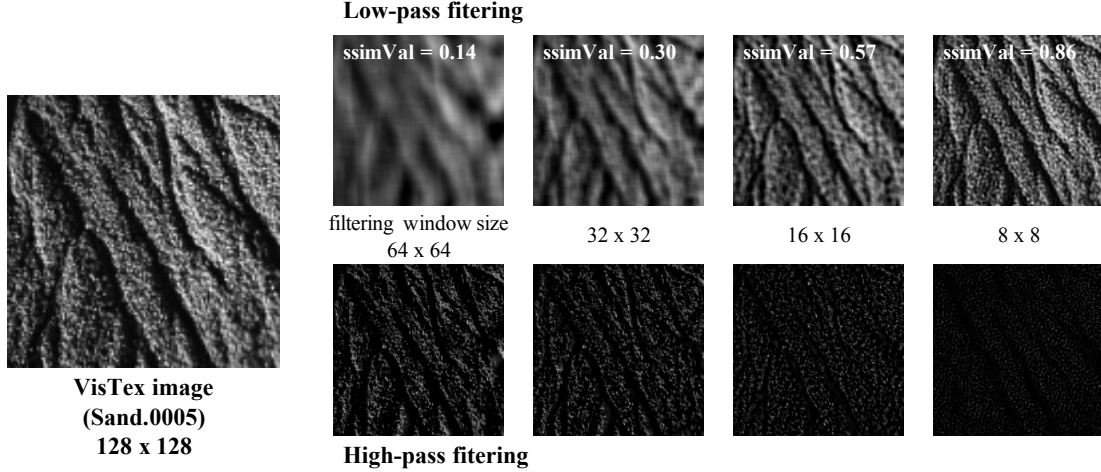 Low-pass fitering
ssimVal = 0.14
ssimVal = 0.30
ssimVal = 0.57
ssimVal = 0.86
filtering window size
64 x 64
32 x 32
16 x 16
8 x 8
VisTex image
(Sand.0005)
128 x 128
High-pass fitering